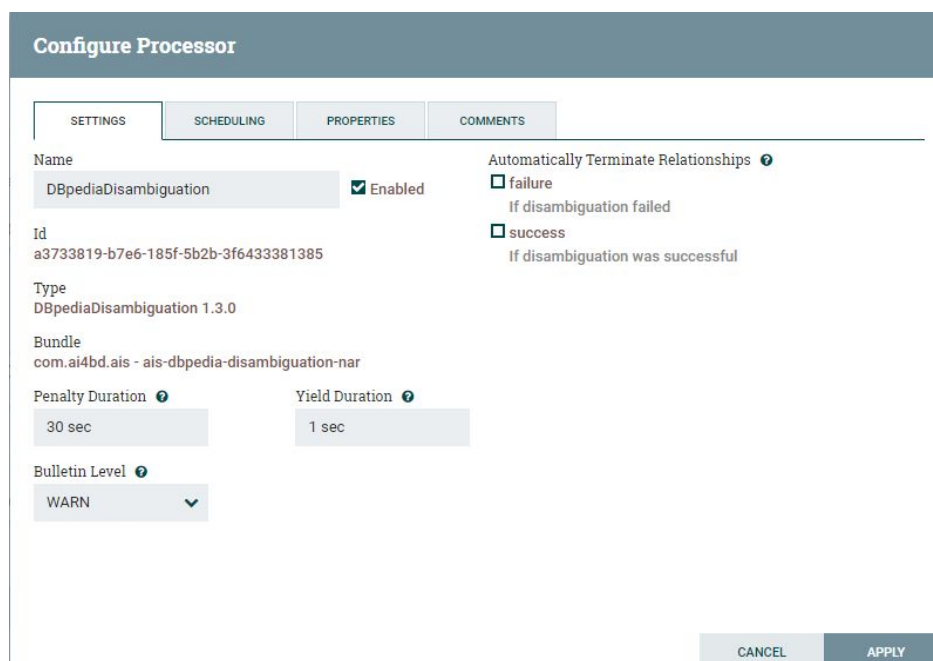 Configure Processor
SETTINGS SCHEDULING PROPERTIES COMMENTS
Name
DBpediaDisambiguation
Enabled
Id
a3733819-b7e6-185f-5b2b-3f6433381385
Type
DBpediaDisambiguation 1.3.0
Bundle
com.ai4bd.ais - ais-dbpedia-disambiguation-nar
Penalty Duration
Yield Duration
30 sec
1 sec
Bulletin Level
WARN
Automatically Terminate Relationships
failure
If disambiguation failed
success
If disambiguation was successful
CANCEL APPLY